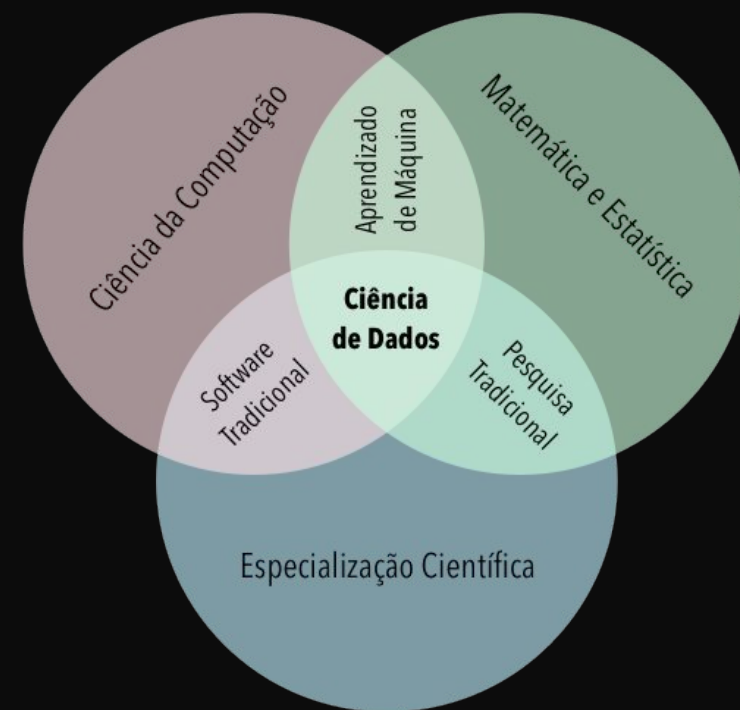 Ciência da Computação
Matemática e Estatística
Aprendizado
de Máquina
Ciência
de Dados
Software
Tradicional
Pesquisa
Tradicional
Especialização Científica